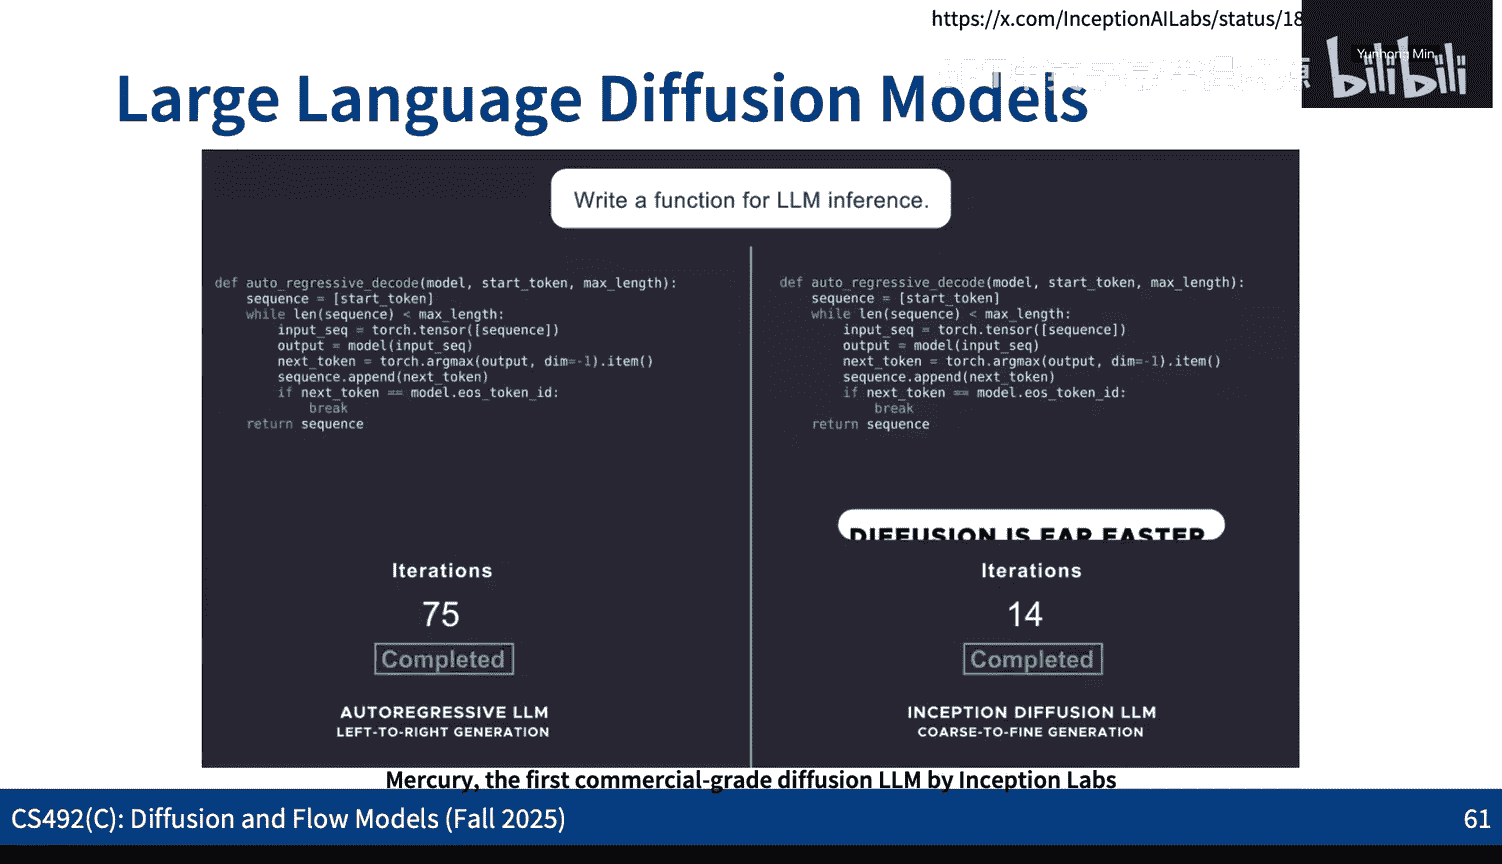 https://x.com/InceptionAILabs/status/18
Yunhong Min
bilibili
Large Language Diffusion Models
Write a function for LLM inference.
def auto_regressive_decode(model, start_token, max_length):
    sequence = [start_token]
    while len(sequence) < max_length:
        input_seq = torch.tensor([sequence])
        output = model(input_seq)
        next_token = torch.argmax(output, dim=-1).item()
        sequence.append(next_token)
        if next_token == model.eos_token_id:
            break
    return sequence
Iterations
75
Completed
AUTOREGRESSIVE LLM
LEFT-TO-RIGHT GENERATION
def auto_regressive_decode(model, start_token, max_length):
    sequence = [start_token]
    while len(sequence) < max_length:
        input_seq = torch.tensor([sequence])
        output = model(input_seq)
        next_token = torch.argmax(output, dim=-1).item()
        sequence.append(next_token)
        if next_token == model.eos_token_id:
            break
    return sequence
DIFFUSION IS FAR FASTER
Iterations
14
Completed
INCEPTION DIFFUSION LLM
COARSE-TO-FINE GENERATION
Mercury, the first commercial-grade diffusion LLM by Inception Labs
CS492(C): Diffusion and Flow Models (Fall 2025)
61